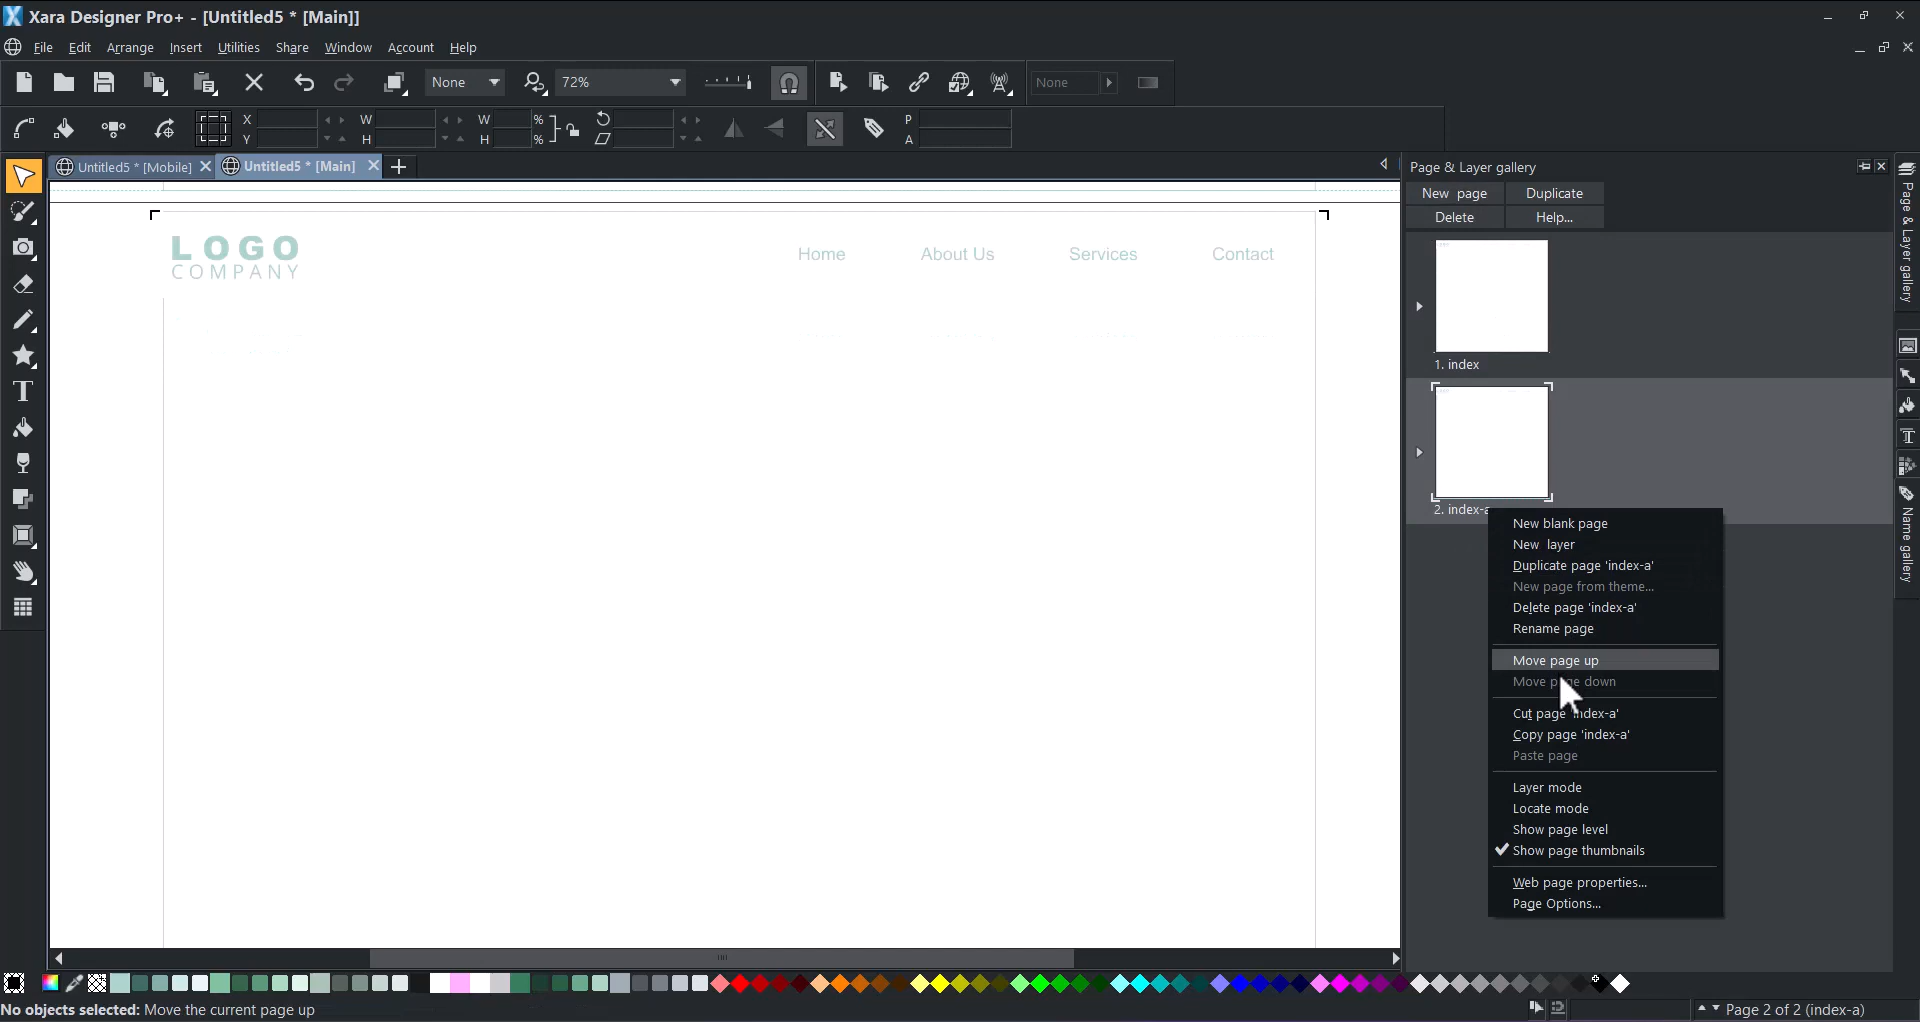 Xara Designer Pro+ - [Untitled5 * [Main]]
File Edit Arrange Insert Utilities Share Window Account Help
None 72% None
X W W % P
Y H H % A
Untitled5 * [Mobile] Untitled5 * [Main]
Page & Layer gallery
New page Duplicate
Delete Help...
LOGO
COMPANY
Home About Us Services Contact
1. index
2. index-a
New blank page
New layer
Duplicate page 'index-a'
New page from theme...
Delete page 'index-a'
Rename page
Move page up
Move page down
Cut page 'index-a'
Copy page 'index-a'
Paste page
Layer mode
Locate mode
Show page level
Show page thumbnails
Web page properties...
Page Options...
Page & Layer gallery
Name gallery
No objects selected: Move the current page up
Page 2 of 2 (index-a)